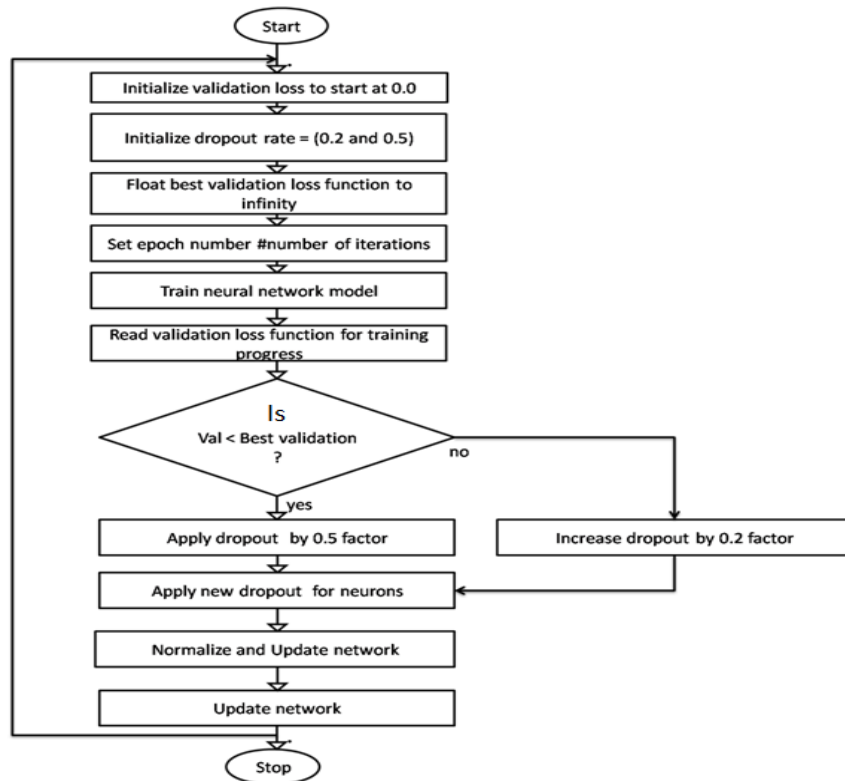 Start
Initialize validation loss to start at 0.0
Initialize dropout rate = (0.2 and 0.5)
Float best validation loss function to
infinity
Set epoch number #number of iterations
Train neural network model
Read validation loss function for training
progress
Is
Val < Best validation
?
no
yes
Apply dropout by 0.5 factor
Increase dropout by 0.2 factor
Apply new dropout for neurons
Normalize and Update network
Update network
Stop